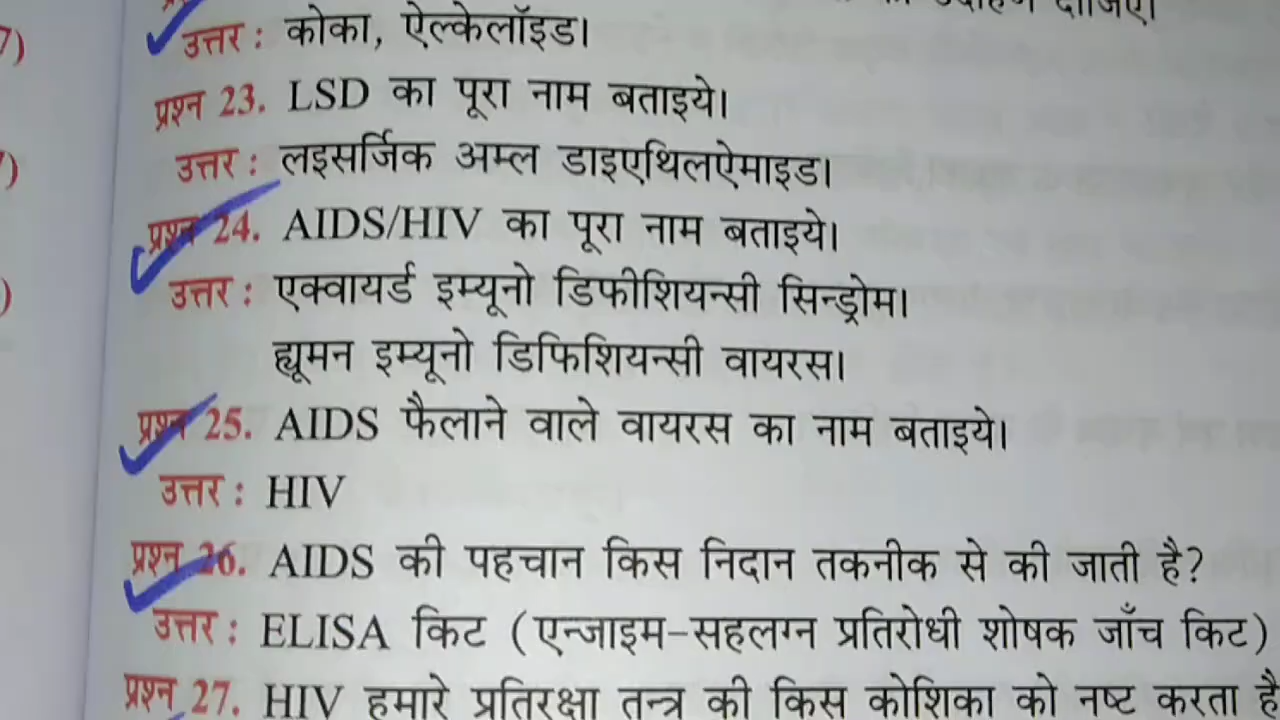 7)
उत्तर : कोका, ऐल्केलॉइड।
प्रश्न 23. LSD का पूरा नाम बताइये।
उत्तर : लइसर्जिक अम्ल डाइएथिलऐमाइड।
प्रश्न 24. AIDS/HIV का पूरा नाम बताइये।
उत्तर : एक्वायर्ड इम्यूनो डिफीशियन्सी सिन्ड्रोम।
ह्यूमन इम्यूनो डिफिशियन्सी वायरस।
प्रश्न 25. AIDS फैलाने वाले वायरस का नाम बताइये।
उत्तर : HIV
प्रश्न 26. AIDS की पहचान किस निदान तकनीक से की जाती है?
उत्तर : ELISA किट (एन्जाइम-सहलग्न प्रतिरोधी शोषक जाँच किट)
प्रश्न 27. HIV हमारे प्रतिरक्षा तन्त्र की किस कोशिका को नष्ट करता है